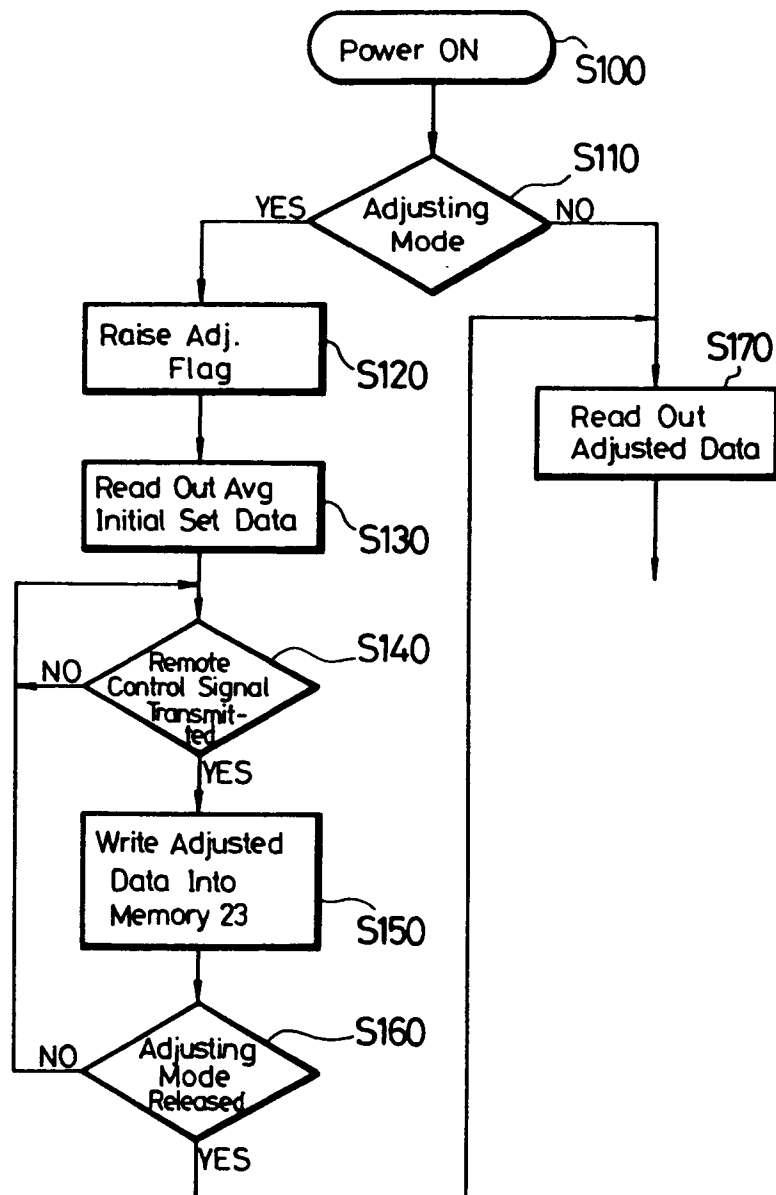 Power ON
S100
S110
YES
Adjusting
Mode
NO
Raise Adj.
Flag
S120
S170
Read Out
Adjusted Data
Read Out Avg
Initial Set Data
S130
S140
NO
Remote
Control Signal
Transmit-
ted
YES
Write Adjusted
Data Into
Memory 23
S150
S160
NO
Adjusting
Mode
Released
YES